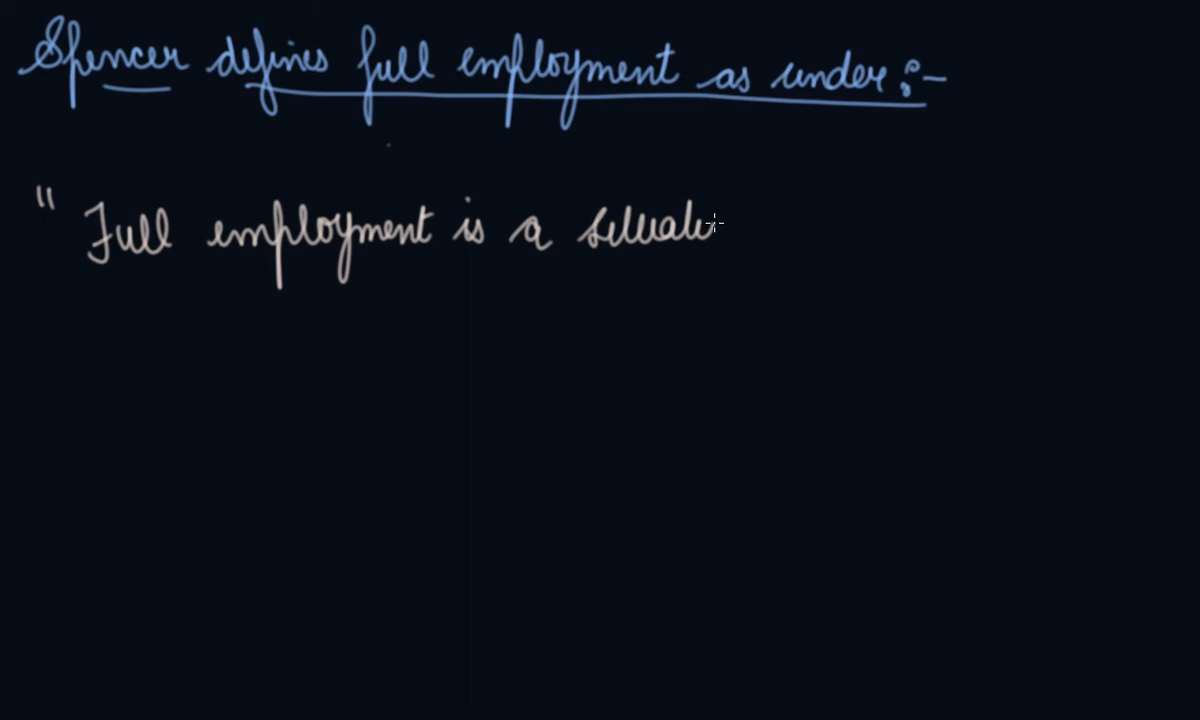 Spencer defines full employment as under :-
" Full employment is a